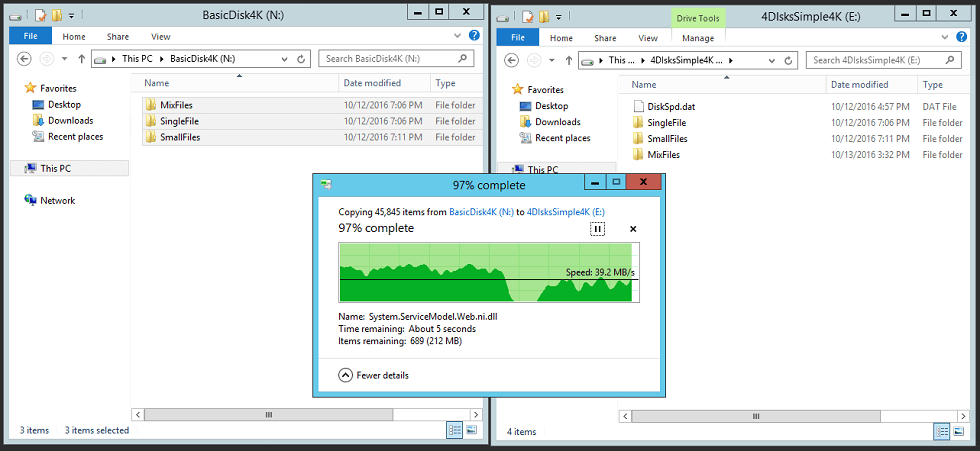 BasicDisk4K (N:)
File Home Share View
This PC BasicDisk4K (N:) Search BasicDisk4K (N:)
Name Date modified Type
Favorites
Desktop
Downloads
Recent places
This PC
Network
MixFiles 10/12/2016 7:06 PM File folder
SingleFile 10/12/2016 7:06 PM File folder
SmallFiles 10/12/2016 7:11 PM File folder
3 items 3 items selected
Drive Tools 4DIsksSimple4K (E:)
File Home Share View Manage
This ... 4DIsksSimple4K ... Search 4DIsksSimple4K (E:)
Name Date modified Type
Favorites
Desktop
Downloads
Recent places
This PC
DiskSpd.dat 10/12/2016 4:57 PM DAT File
SingleFile 10/12/2016 7:06 PM File folder
SmallFiles 10/12/2016 7:11 PM File folder
MixFiles 10/13/2016 3:32 PM File folder
4 items
97% complete
Copying 45,845 items from BasicDisk4K (N:) to 4DIsksSimple4K (E:)
97% complete
Speed: 39.2 MB/s
Name: System.ServiceModel.Web.ni.dll
Time remaining: About 5 seconds
Items remaining: 689 (212 MB)
Fewer details